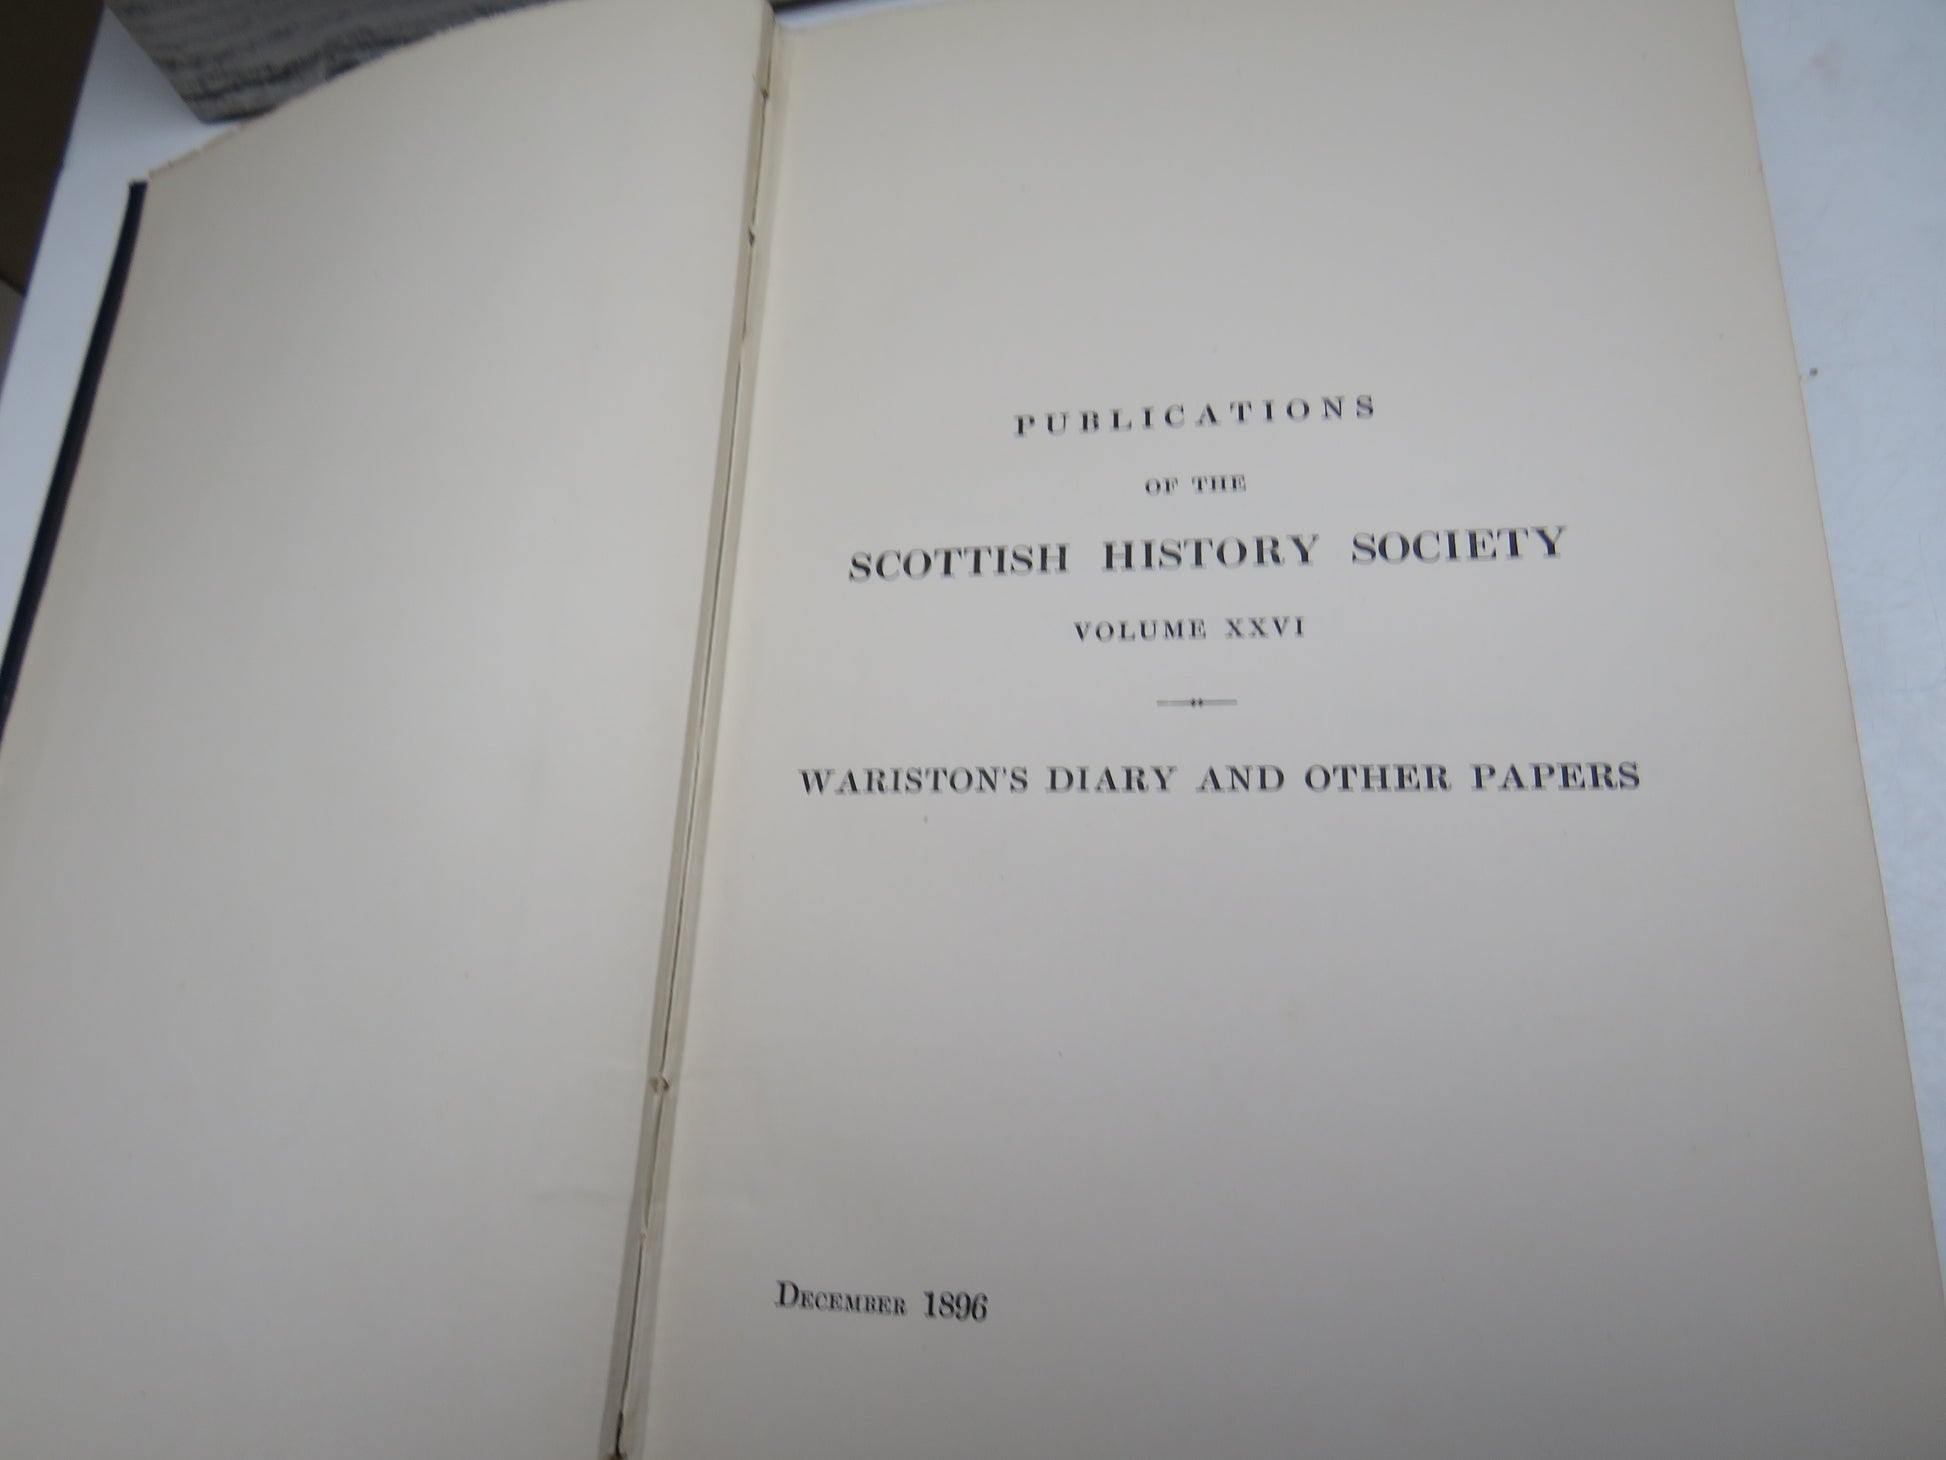 PUBLICATIONS
OF THE
SCOTTISH HISTORY SOCIETY
VOLUME XXVI
WARISTON'S DIARY AND OTHER PAPERS
DECEMBER 1896